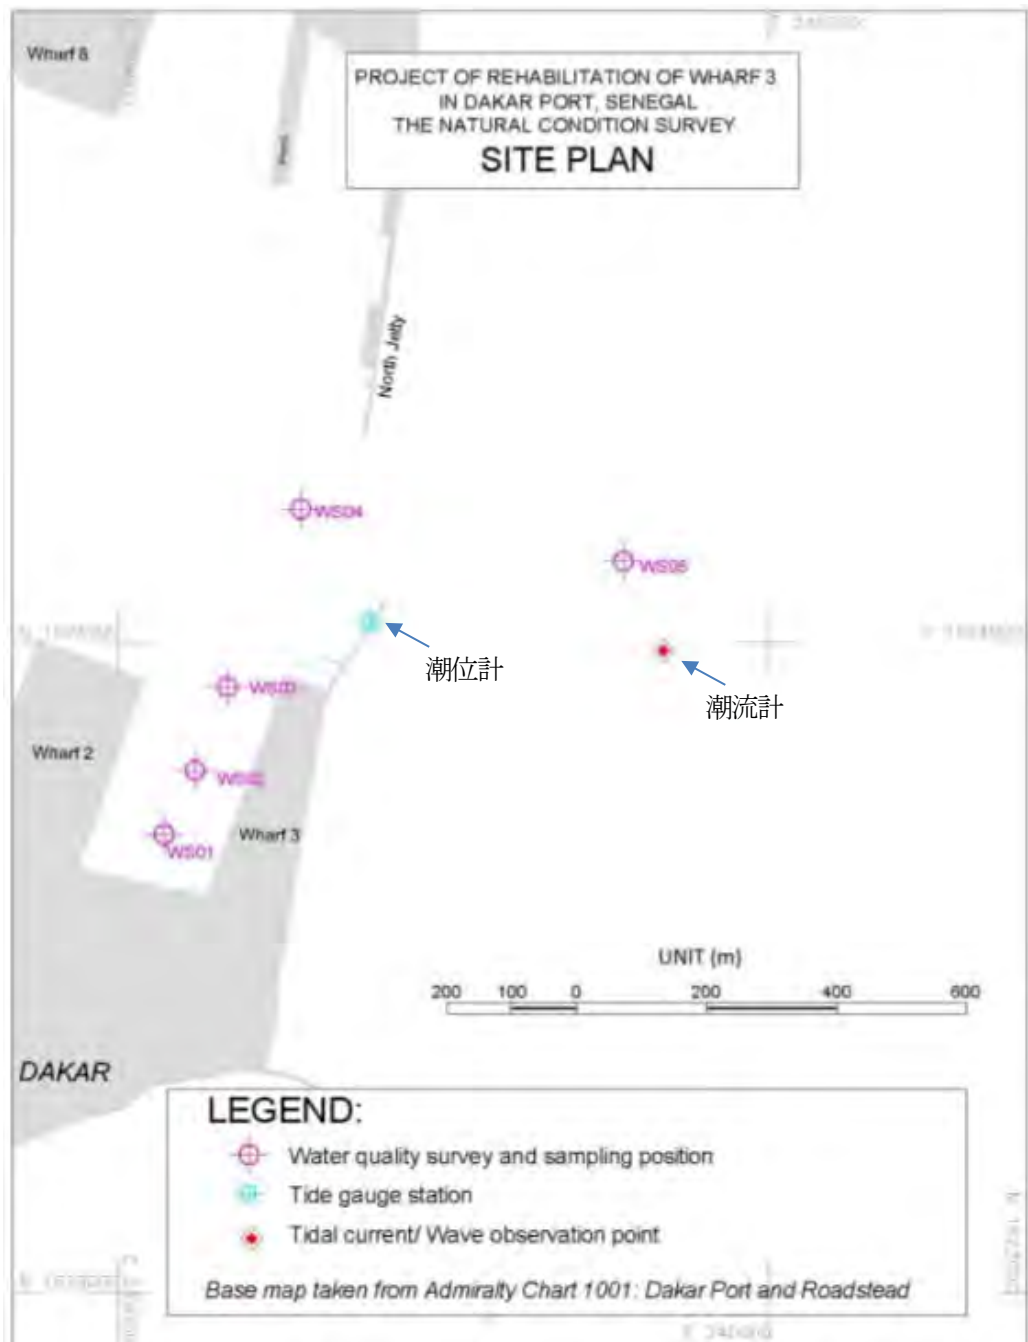 Wharf 8
PROJECT OF REHABILITATION OF WHARF 3
IN DAKAR PORT, SENEGAL
THE NATURAL CONDITION SURVEY
SITE PLAN
North Jetty
WS04
WS05
潮位計
潮流計
WS03
Wharf 2
WS02
Wharf 3
WS01
UNIT (m)
200 100 0 200 400 600
DAKAR
LEGEND:
Water quality survey and sampling position
Tide gauge station
Tidal current/ Wave observation point
Base map taken from Admiralty Chart 1001: Dakar Port and Roadstead